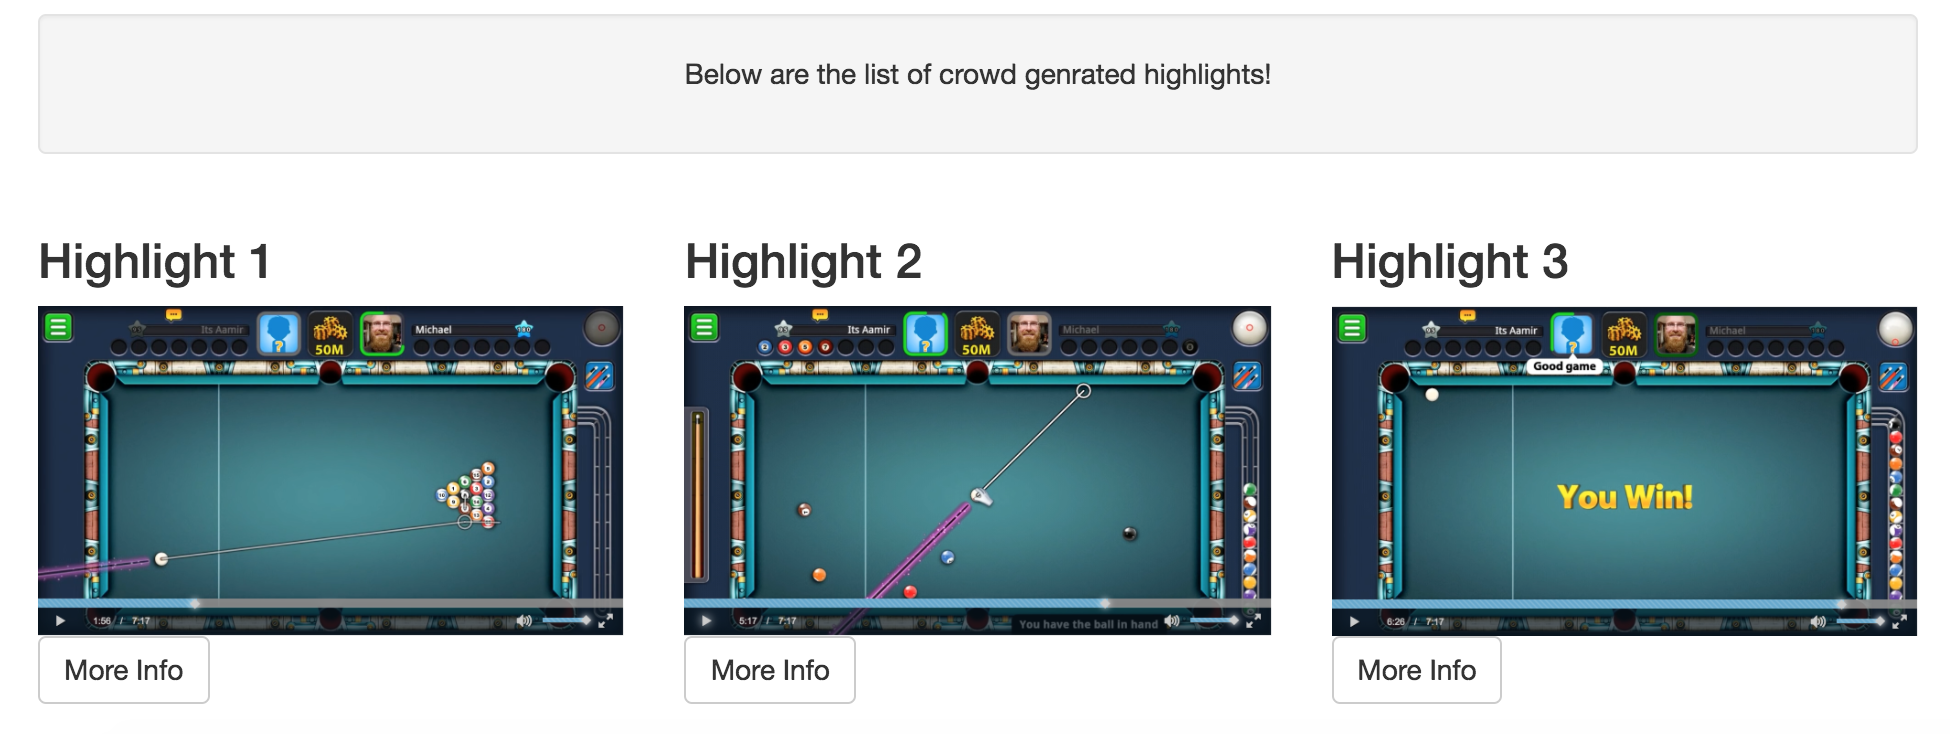 Below are the list of crowd genrated highlights!
Highlight 1
Highlight 2
Highlight 3
Its Aamir
50M
Michael
1:56 / 7:17
Its Aamir
50M
Michael
You have the ball in hand
5:17 / 7:17
Its Aamir
50M
Michael
Good game
You Win!
6:26 / 7:17
More Info
More Info
More Info